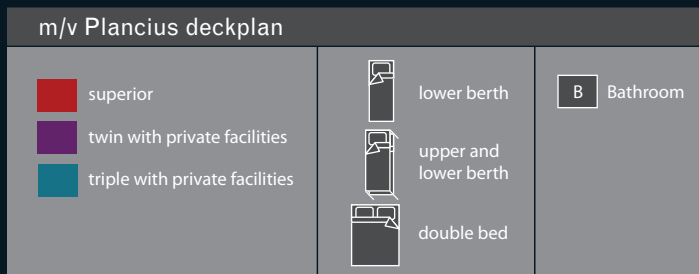 m/v Plancius deckplan
superior
twin with private facilities
triple with private facilities
lower berth
upper and
lower berth
double bed
B Bathroom